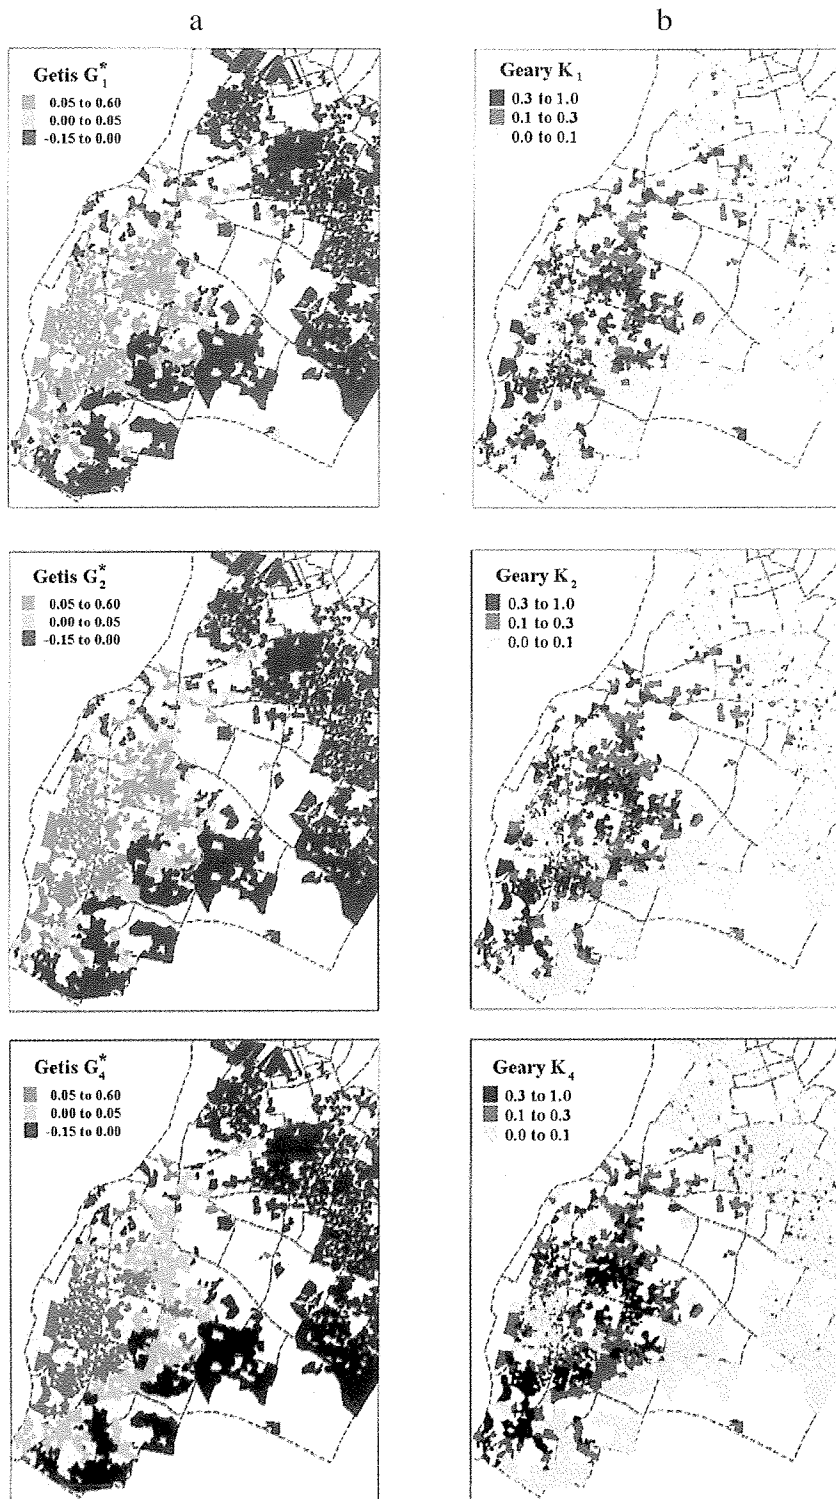 a
b
Getis G*1
0.05 to 0.60
0.00 to 0.05
-0.15 to 0.00
Geary K1
0.3 to 1.0
0.1 to 0.3
0.0 to 0.1
Getis G*2
0.05 to 0.60
0.00 to 0.05
-0.15 to 0.00
Geary K2
0.3 to 1.0
0.1 to 0.3
0.0 to 0.1
Getis G*4
0.05 to 0.60
0.00 to 0.05
-0.15 to 0.00
Geary K4
0.3 to 1.0
0.1 to 0.3
0.0 to 0.1